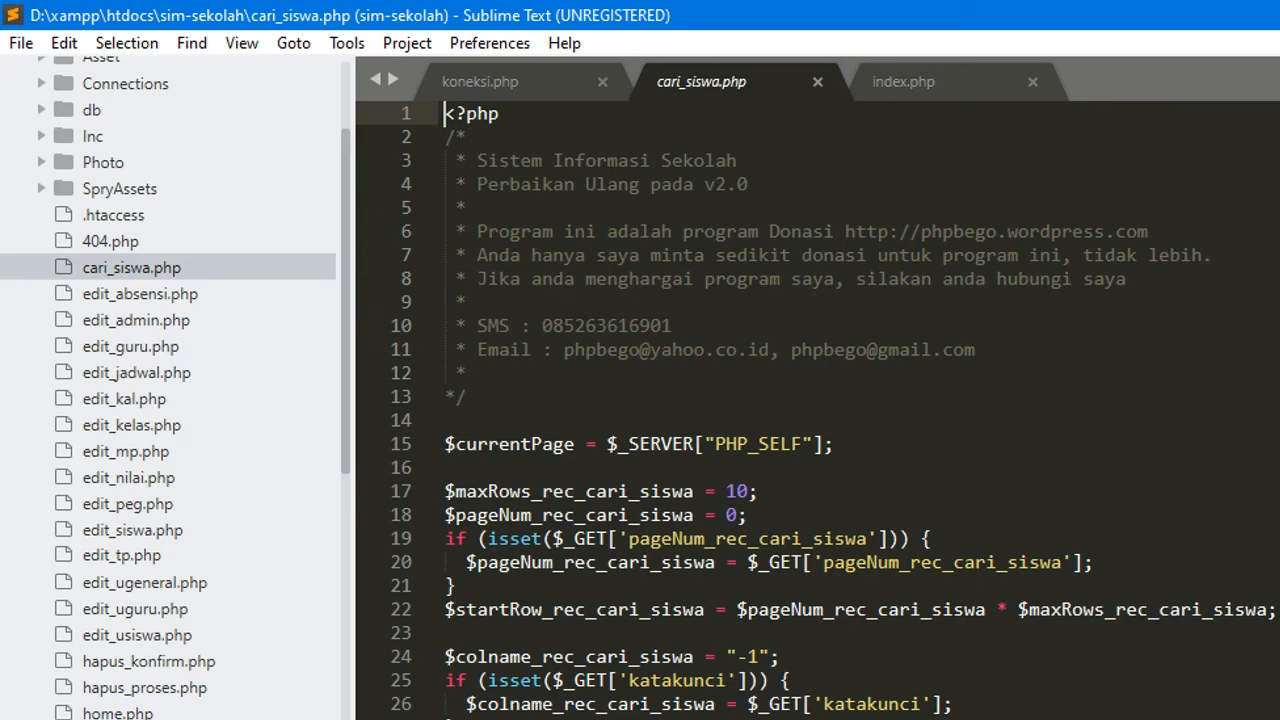 D:\xampp\htdocs\sim-sekolah\cari_siswa.php (sim-sekolah) - Sublime Text (UNREGISTERED)
File Edit Selection Find View Goto Tools Project Preferences Help
Asset
Connections
db
Inc
Photo
SpryAssets
.htaccess
404.php
cari_siswa.php
edit_absensi.php
edit_admin.php
edit_guru.php
edit_jadwal.php
edit_kal.php
edit_kelas.php
edit_mp.php
edit_nilai.php
edit_peg.php
edit_siswa.php
edit_tp.php
edit_ugeneral.php
edit_uguru.php
edit_usiswa.php
hapus_konfirm.php
hapus_proses.php
home.php
koneksi.php × cari_siswa.php × index.php ×
1 <?php
2 /*
3 * Sistem Informasi Sekolah
4 * Perbaikan Ulang pada v2.0
5 *
6 * Program ini adalah program Donasi http://phpbego.wordpress.com
7 * Anda hanya saya minta sedikit donasi untuk program ini, tidak lebih.
8 * Jika anda menghargai program saya, silakan anda hubungi saya
9 *
10 * SMS : 085263616901
11 * Email : phpbego@yahoo.co.id, phpbego@gmail.com
12 *
13 */
14
15 $currentPage = $_SERVER["PHP_SELF"];
16
17 $maxRows_rec_cari_siswa = 10;
18 $pageNum_rec_cari_siswa = 0;
19 if (isset($_GET['pageNum_rec_cari_siswa'])) {
20 $pageNum_rec_cari_siswa = $_GET['pageNum_rec_cari_siswa'];
21 }
22 $startRow_rec_cari_siswa = $pageNum_rec_cari_siswa * $maxRows_rec_cari_siswa;
23
24 $colname_rec_cari_siswa = "-1";
25 if (isset($_GET['katakunci'])) {
26 $colname_rec_cari_siswa = $_GET['katakunci'];